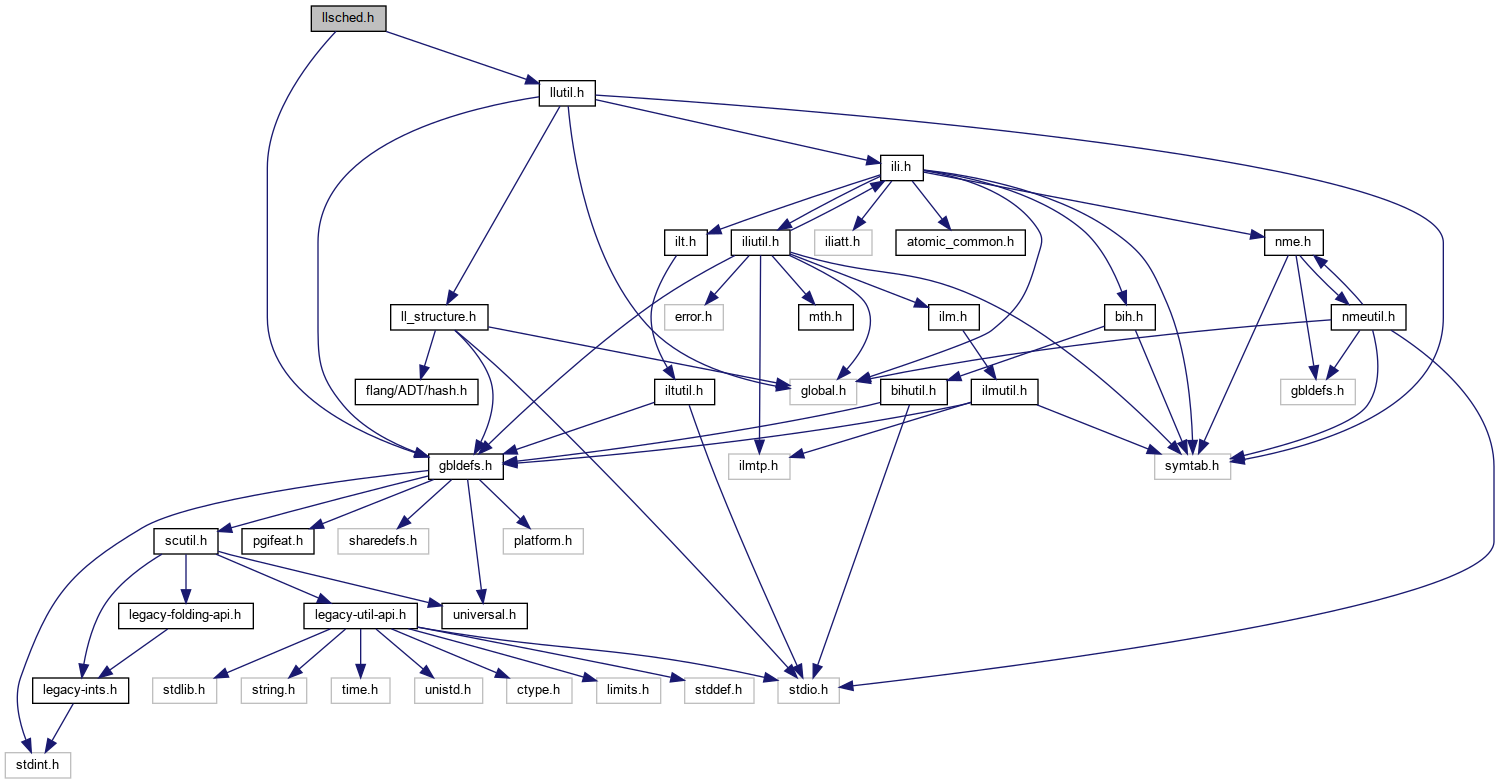 llsched.h
llutil.h
ili.h
ilt.h
iliutil.h
iliatt.h
atomic_common.h
nme.h
ll_structure.h
error.h
mth.h
ilm.h
bih.h
nmeutil.h
flang/ADT/hash.h
iltutil.h
global.h
bihutil.h
ilmutil.h
gbldefs.h
gbldefs.h
ilmtp.h
symtab.h
scutil.h
pgifeat.h
sharedefs.h
platform.h
legacy-folding-api.h
legacy-util-api.h
universal.h
legacy-ints.h
stdlib.h
string.h
time.h
unistd.h
ctype.h
limits.h
stddef.h
stdio.h
stdint.h